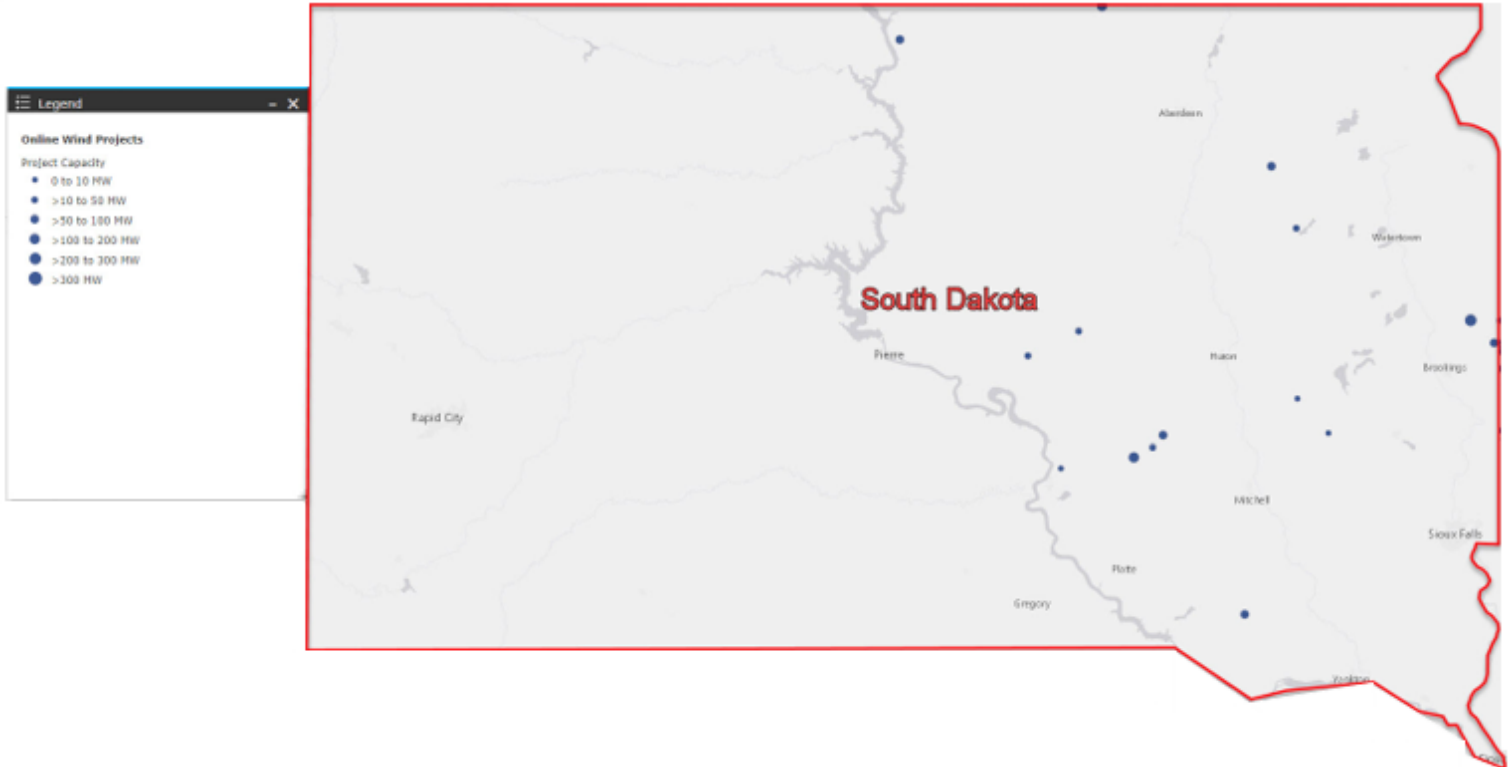 Legend
Online Wind Projects
Project Capacity
0 to 10 MW
>10 to 50 MW
>50 to 100 MW
>100 to 200 MW
>200 to 300 MW
>300 MW
Aberdeen
Watertown
South Dakota
Pierre
Huron
Brookings
Rapid City
Mitchell
Sioux Falls
Platte
Gregory
Yankton